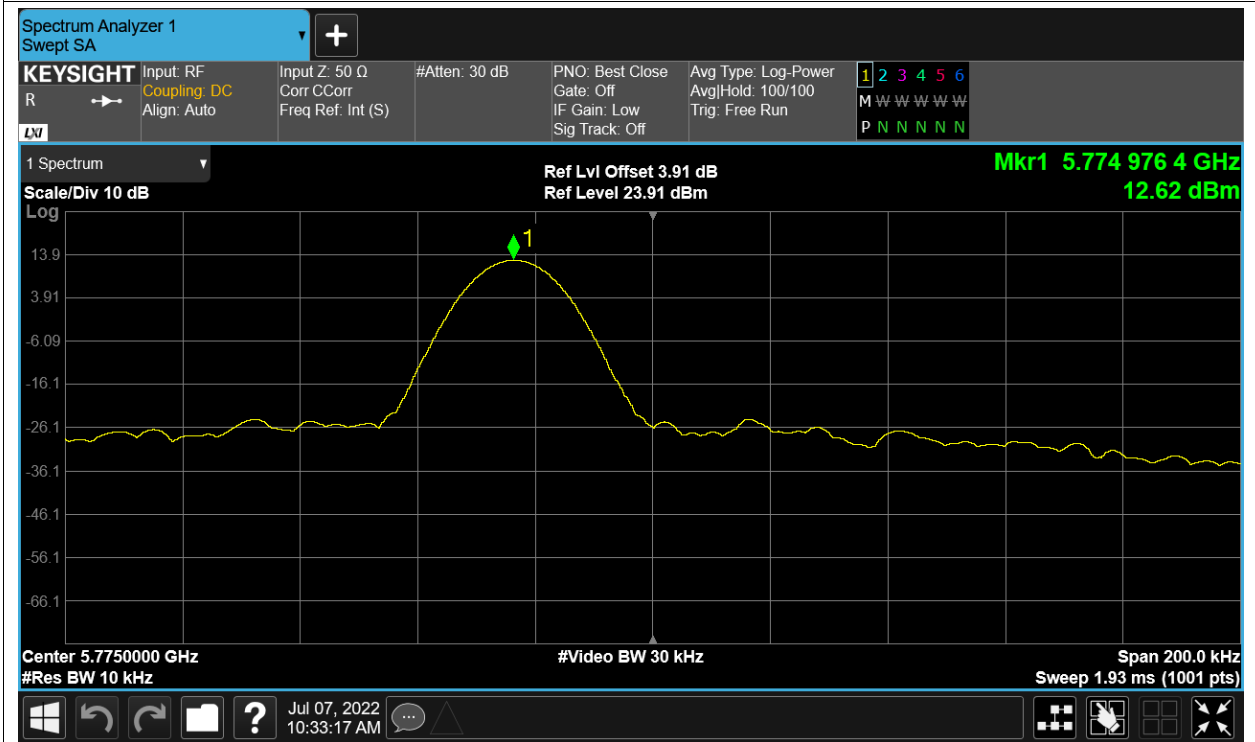 Spectrum Analyzer 1
Swept SA
+
KEYSIGHT
R
LXI
Input: RF
Coupling: DC
Align: Auto
Input Z: 50 Ω
Corr CCorr
Freq Ref: Int (S)
#Atten: 30 dB
PNO: Best Close
Gate: Off
IF Gain: Low
Sig Track: Off
Avg Type: Log-Power
Avg|Hold: 100/100
Trig: Free Run
1 2 3 4 5 6
M W W W W W
P N N N N N
1 Spectrum
Scale/Div 10 dB
Log
Ref Lvl Offset 3.91 dB
Ref Level 23.91 dBm
Mkr1 5.774 976 4 GHz
12.62 dBm
1
13.9
3.91
-6.09
-16.1
-26.1
-36.1
-46.1
-56.1
-66.1
Center 5.7750000 GHz
#Res BW 10 kHz
#Video BW 30 kHz
Span 200.0 kHz
Sweep 1.93 ms (1001 pts)
?
Jul 07, 2022
10:33:17 AM